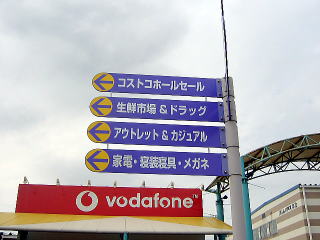 コストコホールセール
生鮮市場 & ドラッグ
アウトレット & カジュアル
家電・寝装寝具・メガネ
vodafone